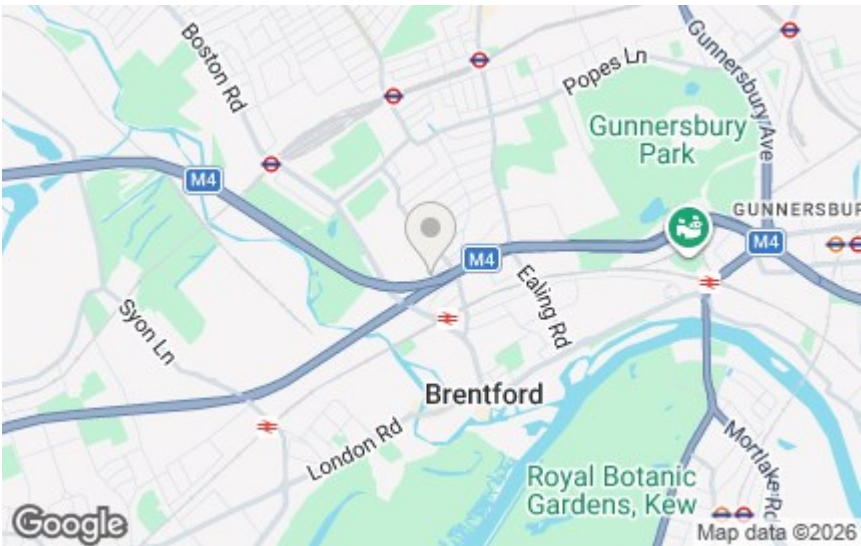 Boston Rd
Popes Ln
Gunnersbury Ave
Gunnersbury
Park
M4
GUNNERSBUR
M4
M4
Ealing Rd
Syon Ln
Brentford
London Rd
Mortlake Rd
Royal Botanic
Gardens, Kew
Google
Map data ©2026